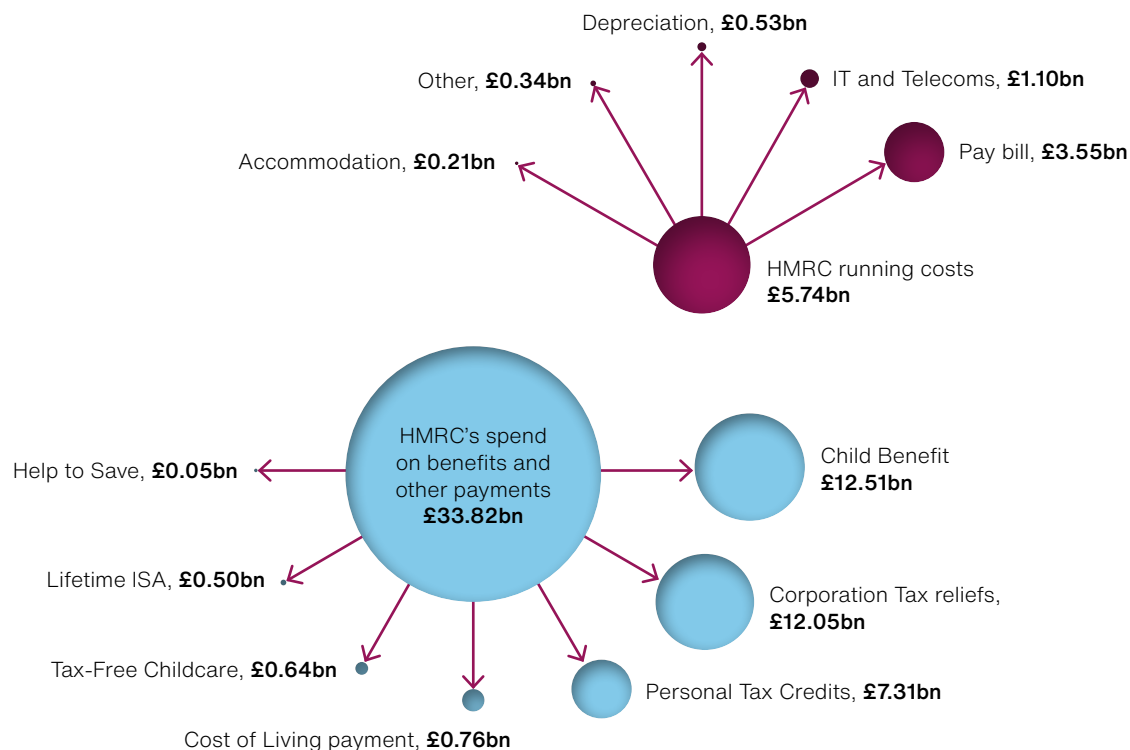 Depreciation, £0.53bn
Other, £0.34bn
IT and Telecoms, £1.10bn
Accommodation, £0.21bn
Pay bill, £3.55bn
HMRC running costs
£5.74bn
HMRC's spend
on benefits and
other payments
£33.82bn
Child Benefit
£12.51bn
Help to Save, £0.05bn
Lifetime ISA, £0.50bn
Corporation Tax reliefs,
£12.05bn
Tax-Free Childcare, £0.64bn
Personal Tax Credits, £7.31bn
Cost of Living payment, £0.76bn